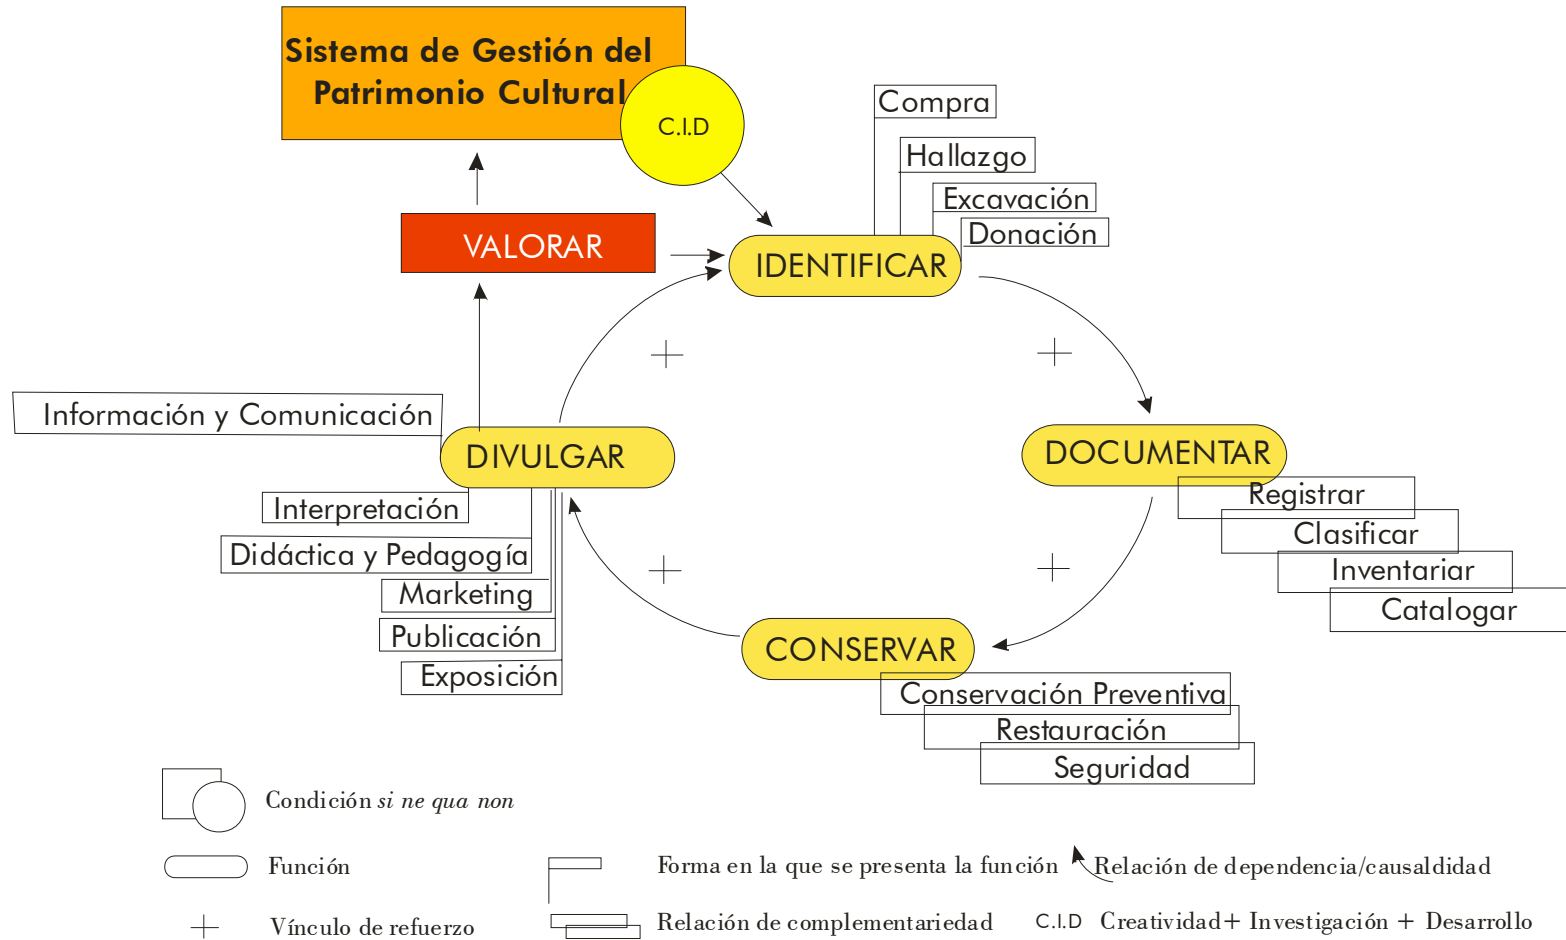 Sistema de Gestión del
Patrimonio Cultural
C.I.D
Compra
Hallazgo
Excavación
Donación
VALORAR
IDENTIFICAR
+
+
Información y Comunicación
DIVULGAR
DOCUMENTAR
Registrar
Interpretación
Clasificar
Didáctica y Pedagogía
Inventariar
Marketing
Catalogar
+
+
Publicación
CONSERVAR
Exposición
Conservación Preventiva
Restauración
Seguridad
Condición si ne qua non
Función
Forma en la que se presenta la función
Relación de dependencia/causaldidad
+ Vínculo de refuerzo
Relación de complementariedad
C.I.D Creatividad+ Investigación + Desarrollo